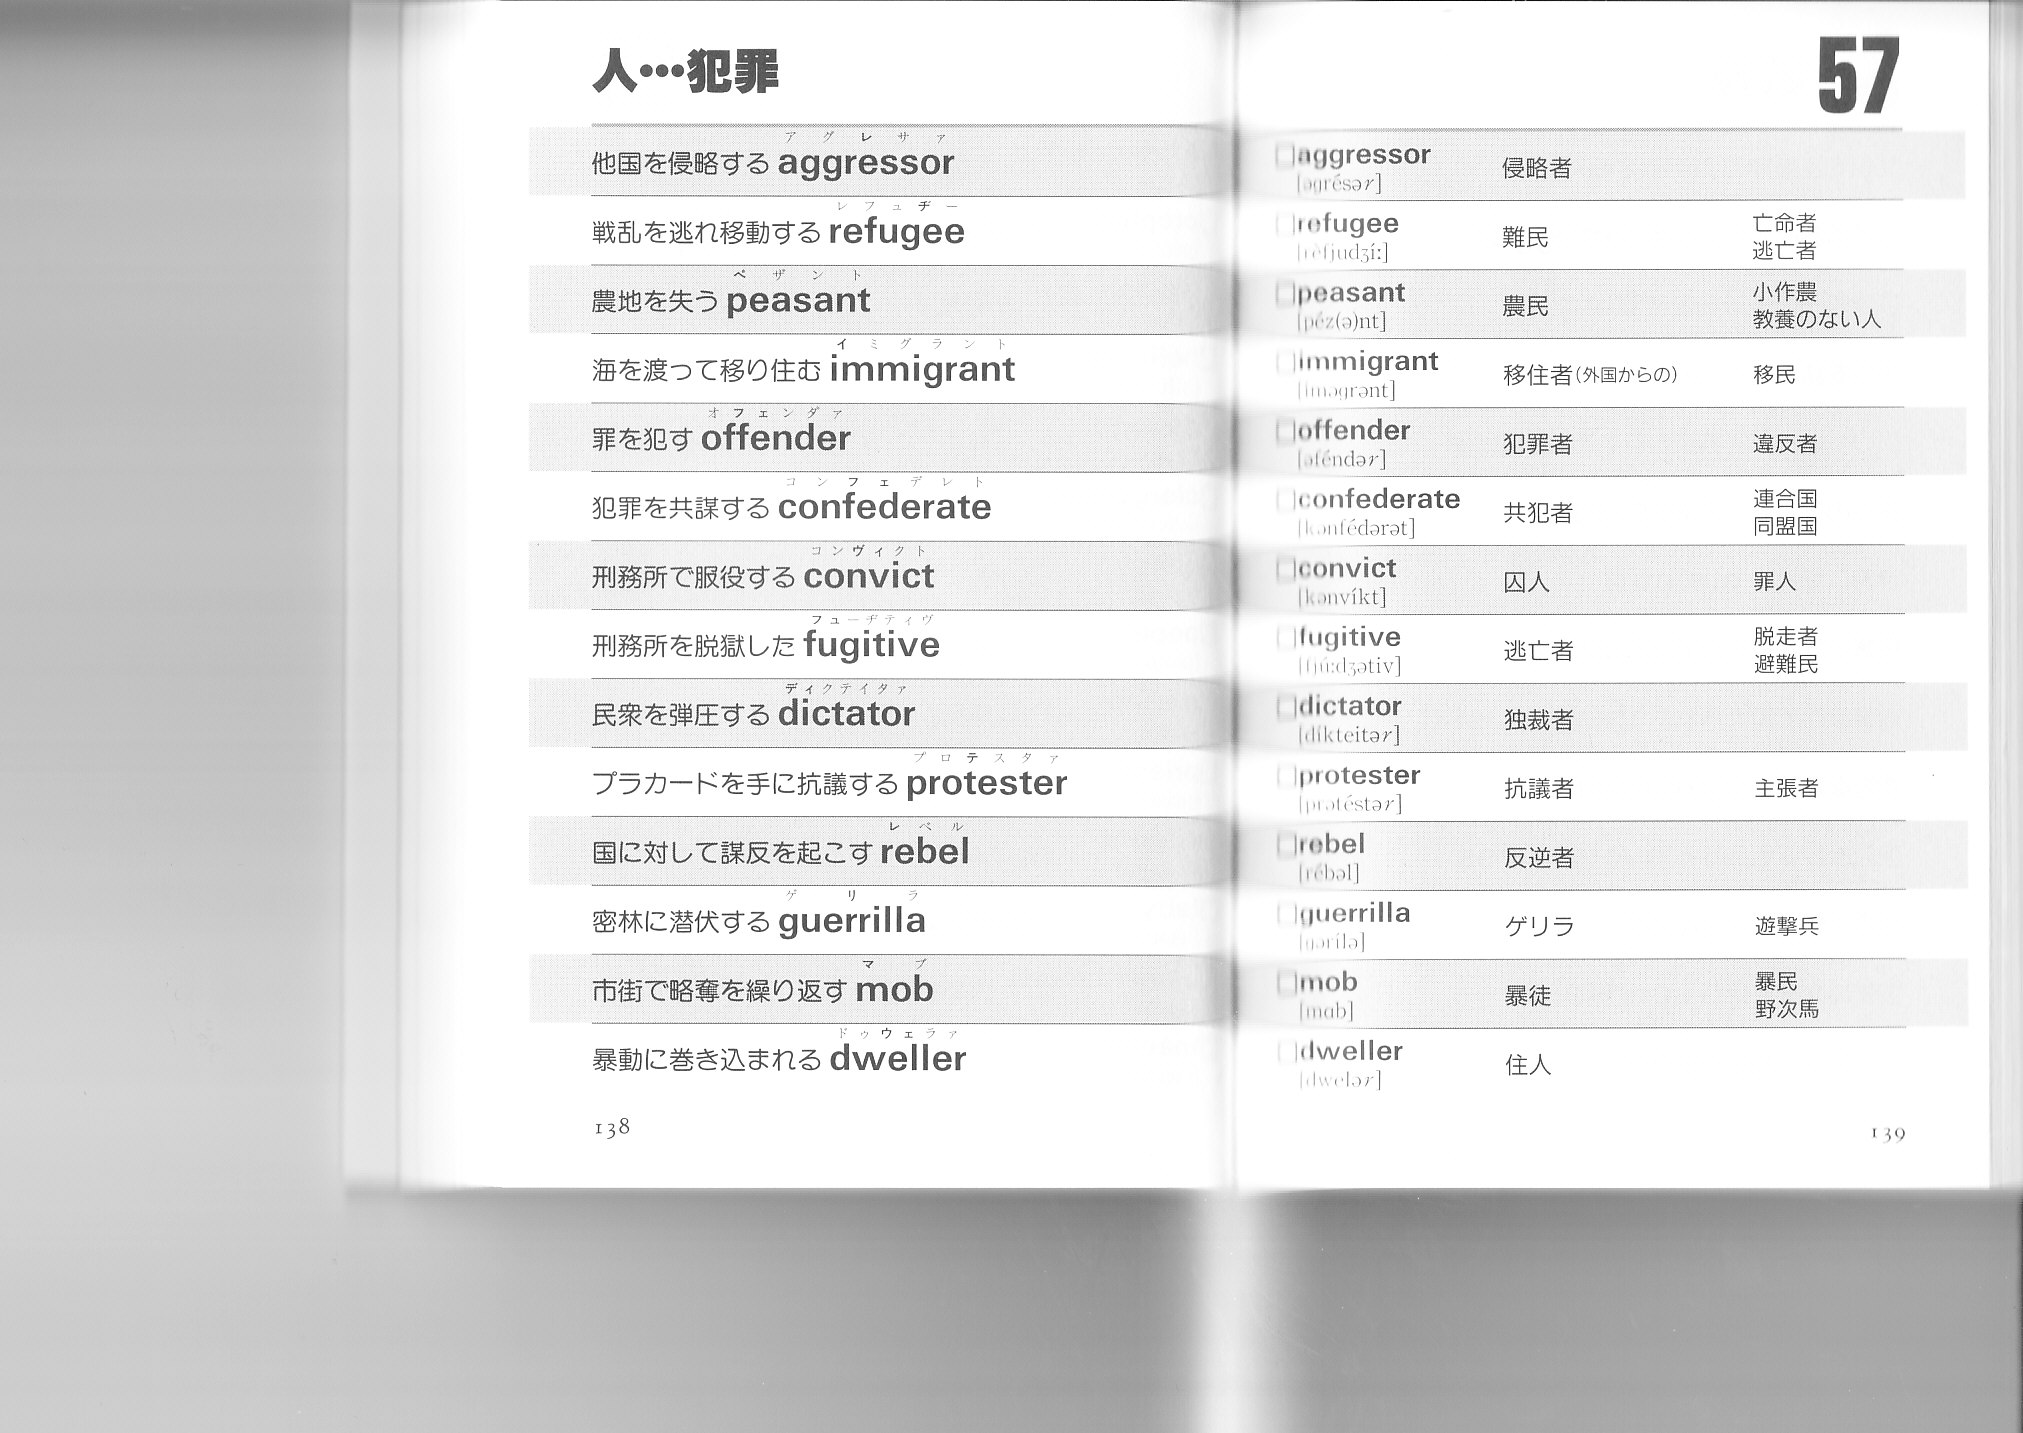 人…犯罪
アグレサァ
他国を侵略する aggressor
レフュヂー
戦乱を逃れ移動する refugee
ペザント
農地を失う peasant
イミグラント
海を渡って移り住む immigrant
オフェンダァ
罪を犯す offender
コンフェデレト
犯罪を共謀する confederate
コンヴィクト
刑務所で服役する convict
フューヂティヴ
刑務所を脱獄した fugitive
ディクテイタァ
民衆を弾圧する dictator
プロテスタァ
プラカードを手に抗議する protester
レベル
国に対して謀反を起こす rebel
ゲリラ
密林に潜伏する guerrilla
マブ
市街で略奪を繰り返す mob
ドゥウェラァ
暴動に巻き込まれる dweller
138
57
aggressor 侵略者
[əgrésər]
refugee 難民 亡命者
[rèfjudʒíː] 逃亡者
peasant 農民 小作農
[péz(ə)nt] 教養のない人
immigrant 移住者(外国からの) 移民
[íməgrənt]
offender 犯罪者 違反者
[əféndər]
confederate 共犯者 連合国
[kənfédərət] 同盟国
convict 囚人 罪人
[kənvíkt]
fugitive 逃亡者 脱走者
[fjúːdʒətiv] 避難民
dictator 独裁者
[díkteitər]
protester 抗議者 主張者
[prətéstər]
rebel 反逆者
[rébəl]
guerrilla ゲリラ 遊撃兵
[gərílə]
mob 暴徒 暴民
[mɑb] 野次馬
dweller 住人
[dwelər]
139